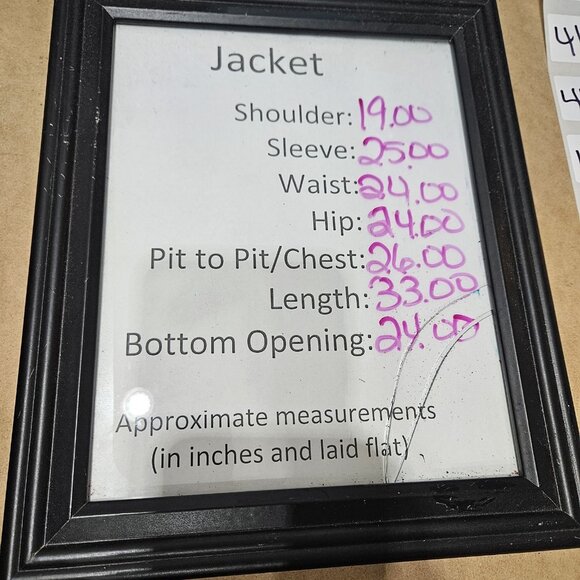 Jacket
Shoulder: 19.00
Sleeve: 25.00
Waist: 24.00
Hip: 24.00
Pit to Pit/Chest: 26.00
Length: 33.00
Bottom Opening: 24.00
Approximate measurements
(in inches and laid flat)